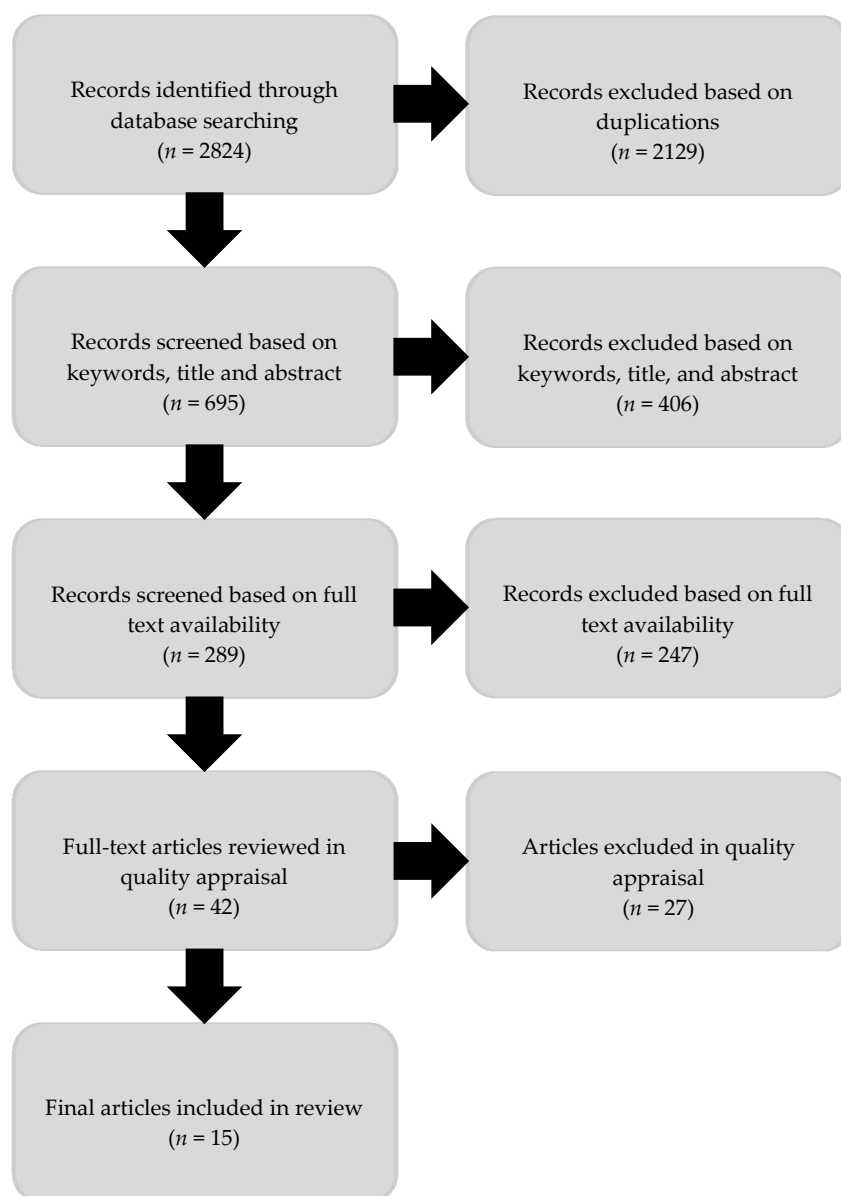 Records identified through
database searching
(n = 2824)
Records excluded based on
duplications
(n = 2129)
Records screened based on
keywords, title and abstract
(n = 695)
Records excluded based on
keywords, title, and abstract
(n = 406)
Records screened based on full
text availability
(n = 289)
Records excluded based on full
text availability
(n = 247)
Full-text articles reviewed in
quality appraisal
(n = 42)
Articles excluded in quality
appraisal
(n = 27)
Final articles included in review
(n = 15)